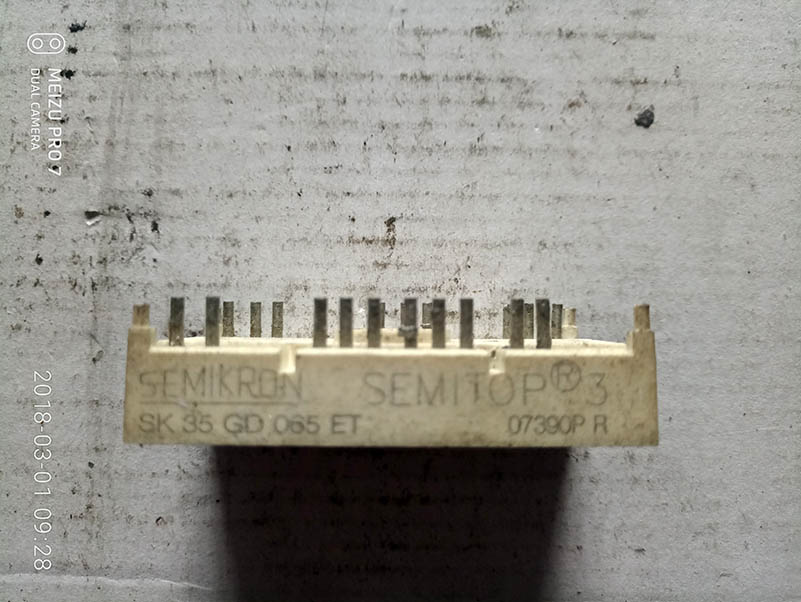 SEMIKRON SEMITOP® 3
SK 35 GD 065 ET 07390P R
MEIZU PRO 7
DUAL CAMERA
2018-03-01 09:28